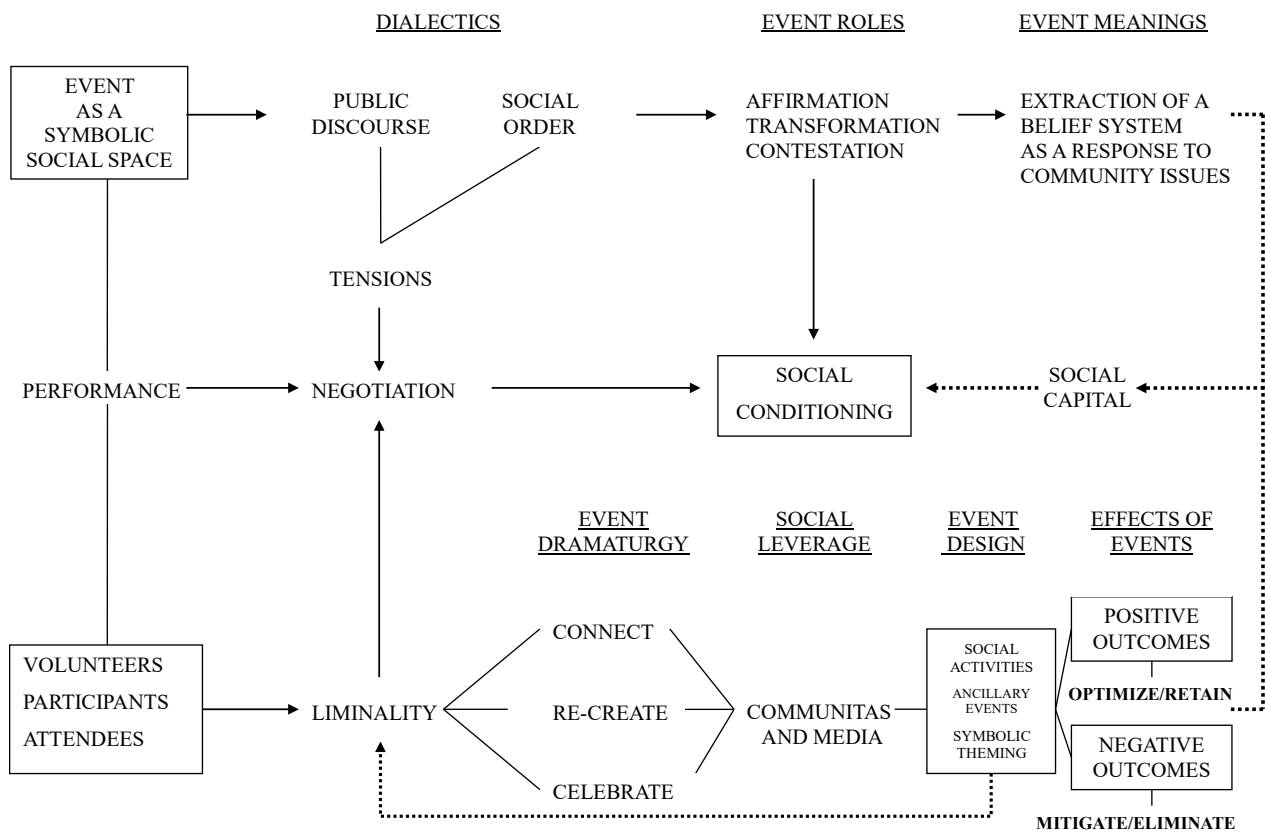 DIALECTICS
EVENT ROLES
EVENT MEANINGS
EVENT
AS A
SYMBOLIC
SOCIAL SPACE
PUBLIC
DISCOURSE
SOCIAL
ORDER
AFFIRMATION
TRANSFORMATION
CONTESTATION
EXTRACTION OF A
BELIEF SYSTEM
AS A RESPONSE TO
COMMUNITY ISSUES
TENSIONS
PERFORMANCE
NEGOTIATION
SOCIAL
CONDITIONING
SOCIAL
CAPITAL
EVENT
DRAMATURGY
SOCIAL
LEVERAGE
EVENT
DESIGN
EFFECTS OF
EVENTS
VOLUNTEERS
PARTICIPANTS
ATTENDEES
LIMINALITY
CONNECT
RE-CREATE
CELEBRATE
COMMUNITAS
AND MEDIA
SOCIAL
ACTIVITIES
ANCILLARY
EVENTS
SYMBOLIC
THEMING
POSITIVE
OUTCOMES
OPTIMIZE/RETAIN
NEGATIVE
OUTCOMES
MITIGATE/ELIMINATE